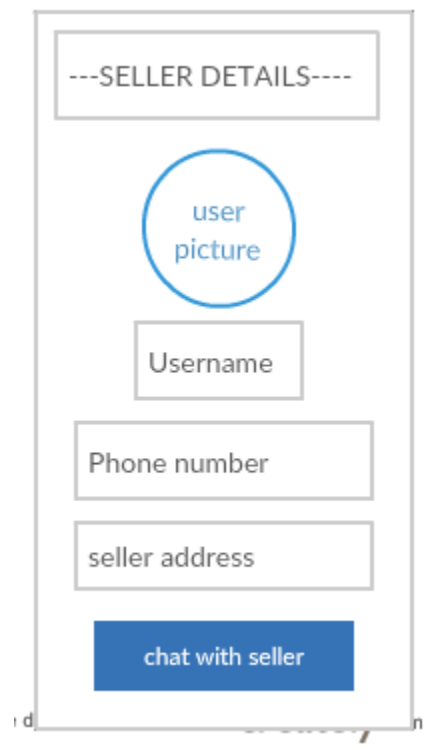 ---SELLER DETAILS----
user
picture
Username
Phone number
seller address
chat with seller